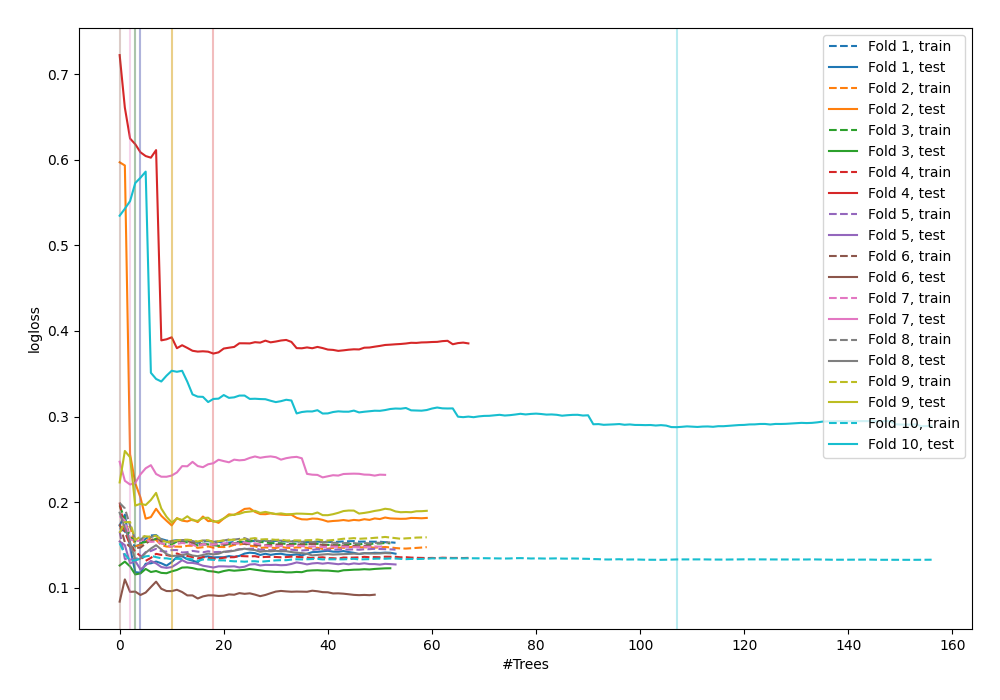 0.7
0.6
0.5
0.4
0.3
0.2
0.1
logloss
0 20 40 60 80 100 120 140 160
#Trees
Fold 1, train
Fold 1, test
Fold 2, train
Fold 2, test
Fold 3, train
Fold 3, test
Fold 4, train
Fold 4, test
Fold 5, train
Fold 5, test
Fold 6, train
Fold 6, test
Fold 7, train
Fold 7, test
Fold 8, train
Fold 8, test
Fold 9, train
Fold 9, test
Fold 10, train
Fold 10, test